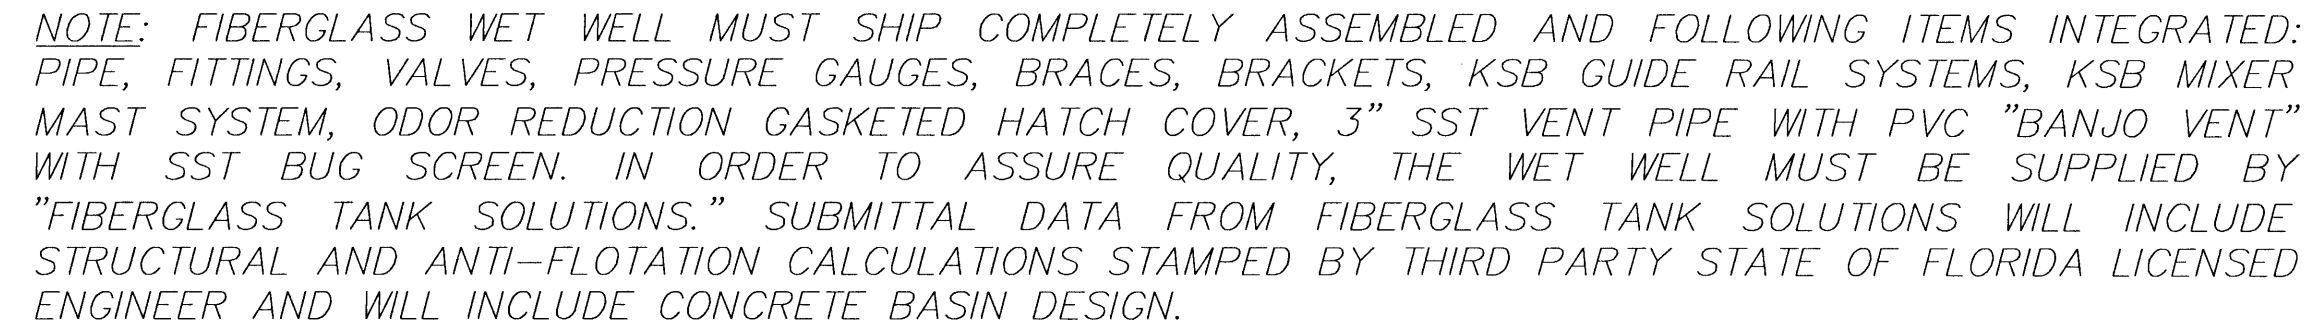 NOTE: FIBERGLASS WET WELL MUST SHIP COMPLETELY ASSEMBLED AND FOLLOWING ITEMS INTEGRATED:
PIPE, FITTINGS, VALVES, PRESSURE GAUGES, BRACES, BRACKETS, KSB GUIDE RAIL SYSTEMS, KSB MIXER
MAST SYSTEM, ODOR REDUCTION GASKETED HATCH COVER, 3" SST VENT PIPE WITH PVC "BANJO VENT"
WITH SST BUG SCREEN. IN ORDER TO ASSURE QUALITY, THE WET WELL MUST BE SUPPLIED BY
"FIBERGLASS TANK SOLUTIONS." SUBMITTAL DATA FROM FIBERGLASS TANK SOLUTIONS WILL INCLUDE
STRUCTURAL AND ANTI-FLOTATION CALCULATIONS STAMPED BY THIRD PARTY STATE OF FLORIDA LICENSED
ENGINEER AND WILL INCLUDE CONCRETE BASIN DESIGN.